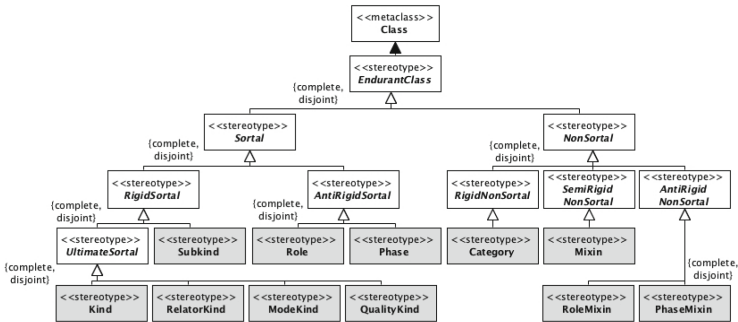 <<metaclass>>
Class
<<stereotype>>
EndurantClass
{complete,
disjoint}
<<stereotype>>
Sortal
<<stereotype>>
NonSortal
{complete,
disjoint}
{complete,
disjoint}
<<stereotype>>
RigidSortal
<<stereotype>>
AntiRigidSortal
<<stereotype>>
RigidNonSortal
<<stereotype>>
SemiRigid
NonSortal
<<stereotype>>
AntiRigid
NonSortal
{complete,
disjoint}
{complete,
disjoint}
<<stereotype>>
UltimateSortal
<<stereotype>>
Subkind
<<stereotype>>
Role
<<stereotype>>
Phase
<<stereotype>>
Category
<<stereotype>>
Mixin
{complete,
disjoint}
{complete,
disjoint}
<<stereotype>>
Kind
<<stereotype>>
RelatorKind
<<stereotype>>
ModeKind
<<stereotype>>
QualityKind
<<stereotype>>
RoleMixin
<<stereotype>>
PhaseMixin